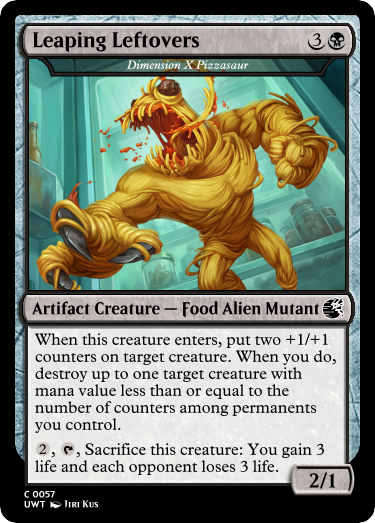 Leaping Leftovers 3
Dimension X Pizzasaur
Artifact Creature — Food Alien Mutant
When this creature enters, put two +1/+1
counters on target creature. When you do,
destroy up to one target creature with
mana value less than or equal to the
number of counters among permanents
you control.
2, , Sacrifice this creature: You gain 3
life and each opponent loses 3 life.
2/1
C 0057
UWT Jiri Kus